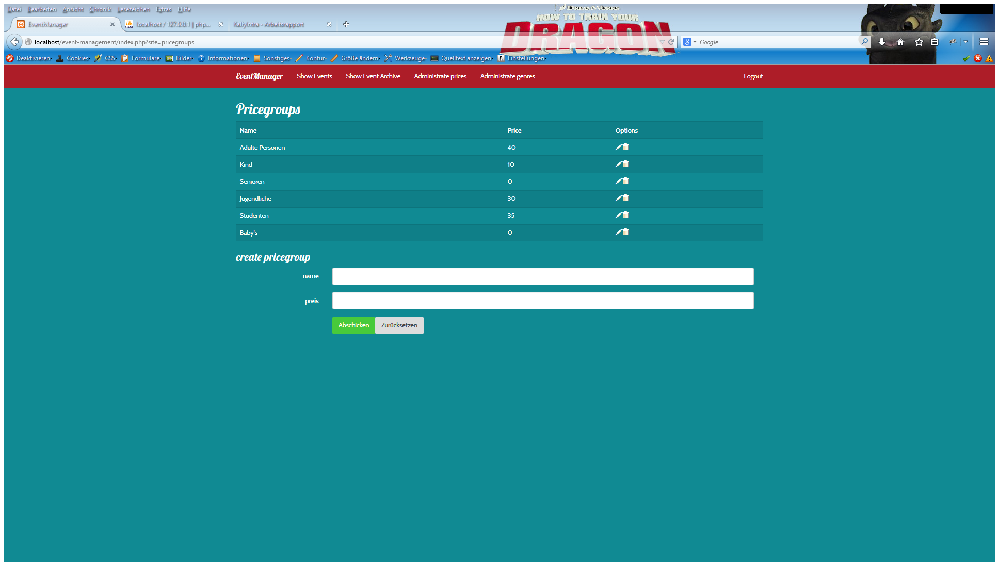 Datei Bearbeiten Ansicht Chronik Lesezeichen Extras Hilfe
DREAMWORKS
HOW TO TRAIN YOUR
DRAGON
EventManager localhost / 127.0.0.1 | php... KallyIntra - Arbeitsrapport
localhost/event-management/index.php?site=pricegroups Google
Deaktivieren Cookies CSS Formulare Bilder Informationen Sonstiges Kontur Größe ändern Werkzeuge Quelltext anzeigen Einstellungen
EventManager Show Events Show Event Archive Administrate prices Administrate genres Logout
Pricegroups
Name Price Options
Adulte Personen 40
Kind 10
Senioren 0
Jugendliche 30
Studenten 35
Baby's 0
create pricegroup
name
preis
Abschicken Zurücksetzen